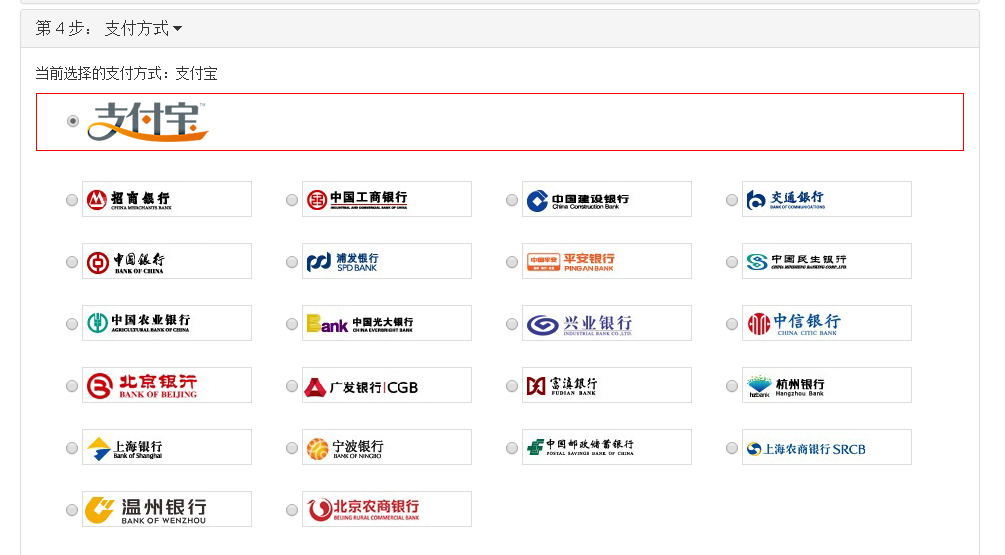 第 4 步： 支付方式
当前选择的支付方式：支付宝
支付宝™
招商银行
CHINA MERCHANTS BANK
中国工商银行
INDUSTRIAL AND COMMERCIAL BANK OF CHINA
中国建设银行
China Construction Bank
交通银行
BANK OF COMMUNICATIONS
中国银行
BANK OF CHINA
浦发银行
SPD BANK
中国平安
平安银行
PING AN BANK
中国民生银行
CHINA MINSHENG BANKING CORP.,LTD.
中国农业银行
AGRICULTURAL BANK OF CHINA
Bank 中国光大银行
CHINA EVERBRIGHT BANK
兴业银行
INDUSTRIAL BANK CO.,LTD.
中信银行
CHINA CITIC BANK
北京银行
BANK OF BEIJING
广发银行|CGB
富滇银行
FUDIAN BANK
hzbank
杭州银行
Hangzhou Bank
上海银行
Bank of Shanghai
宁波银行
BANK OF NINGBO
中国邮政储蓄银行
POSTAL SAVINGS BANK OF CHINA
上海农商银行 SRCB
温州银行
BANK OF WENZHOU
北京农商银行
BEIJING RURAL COMMERCIAL BANK